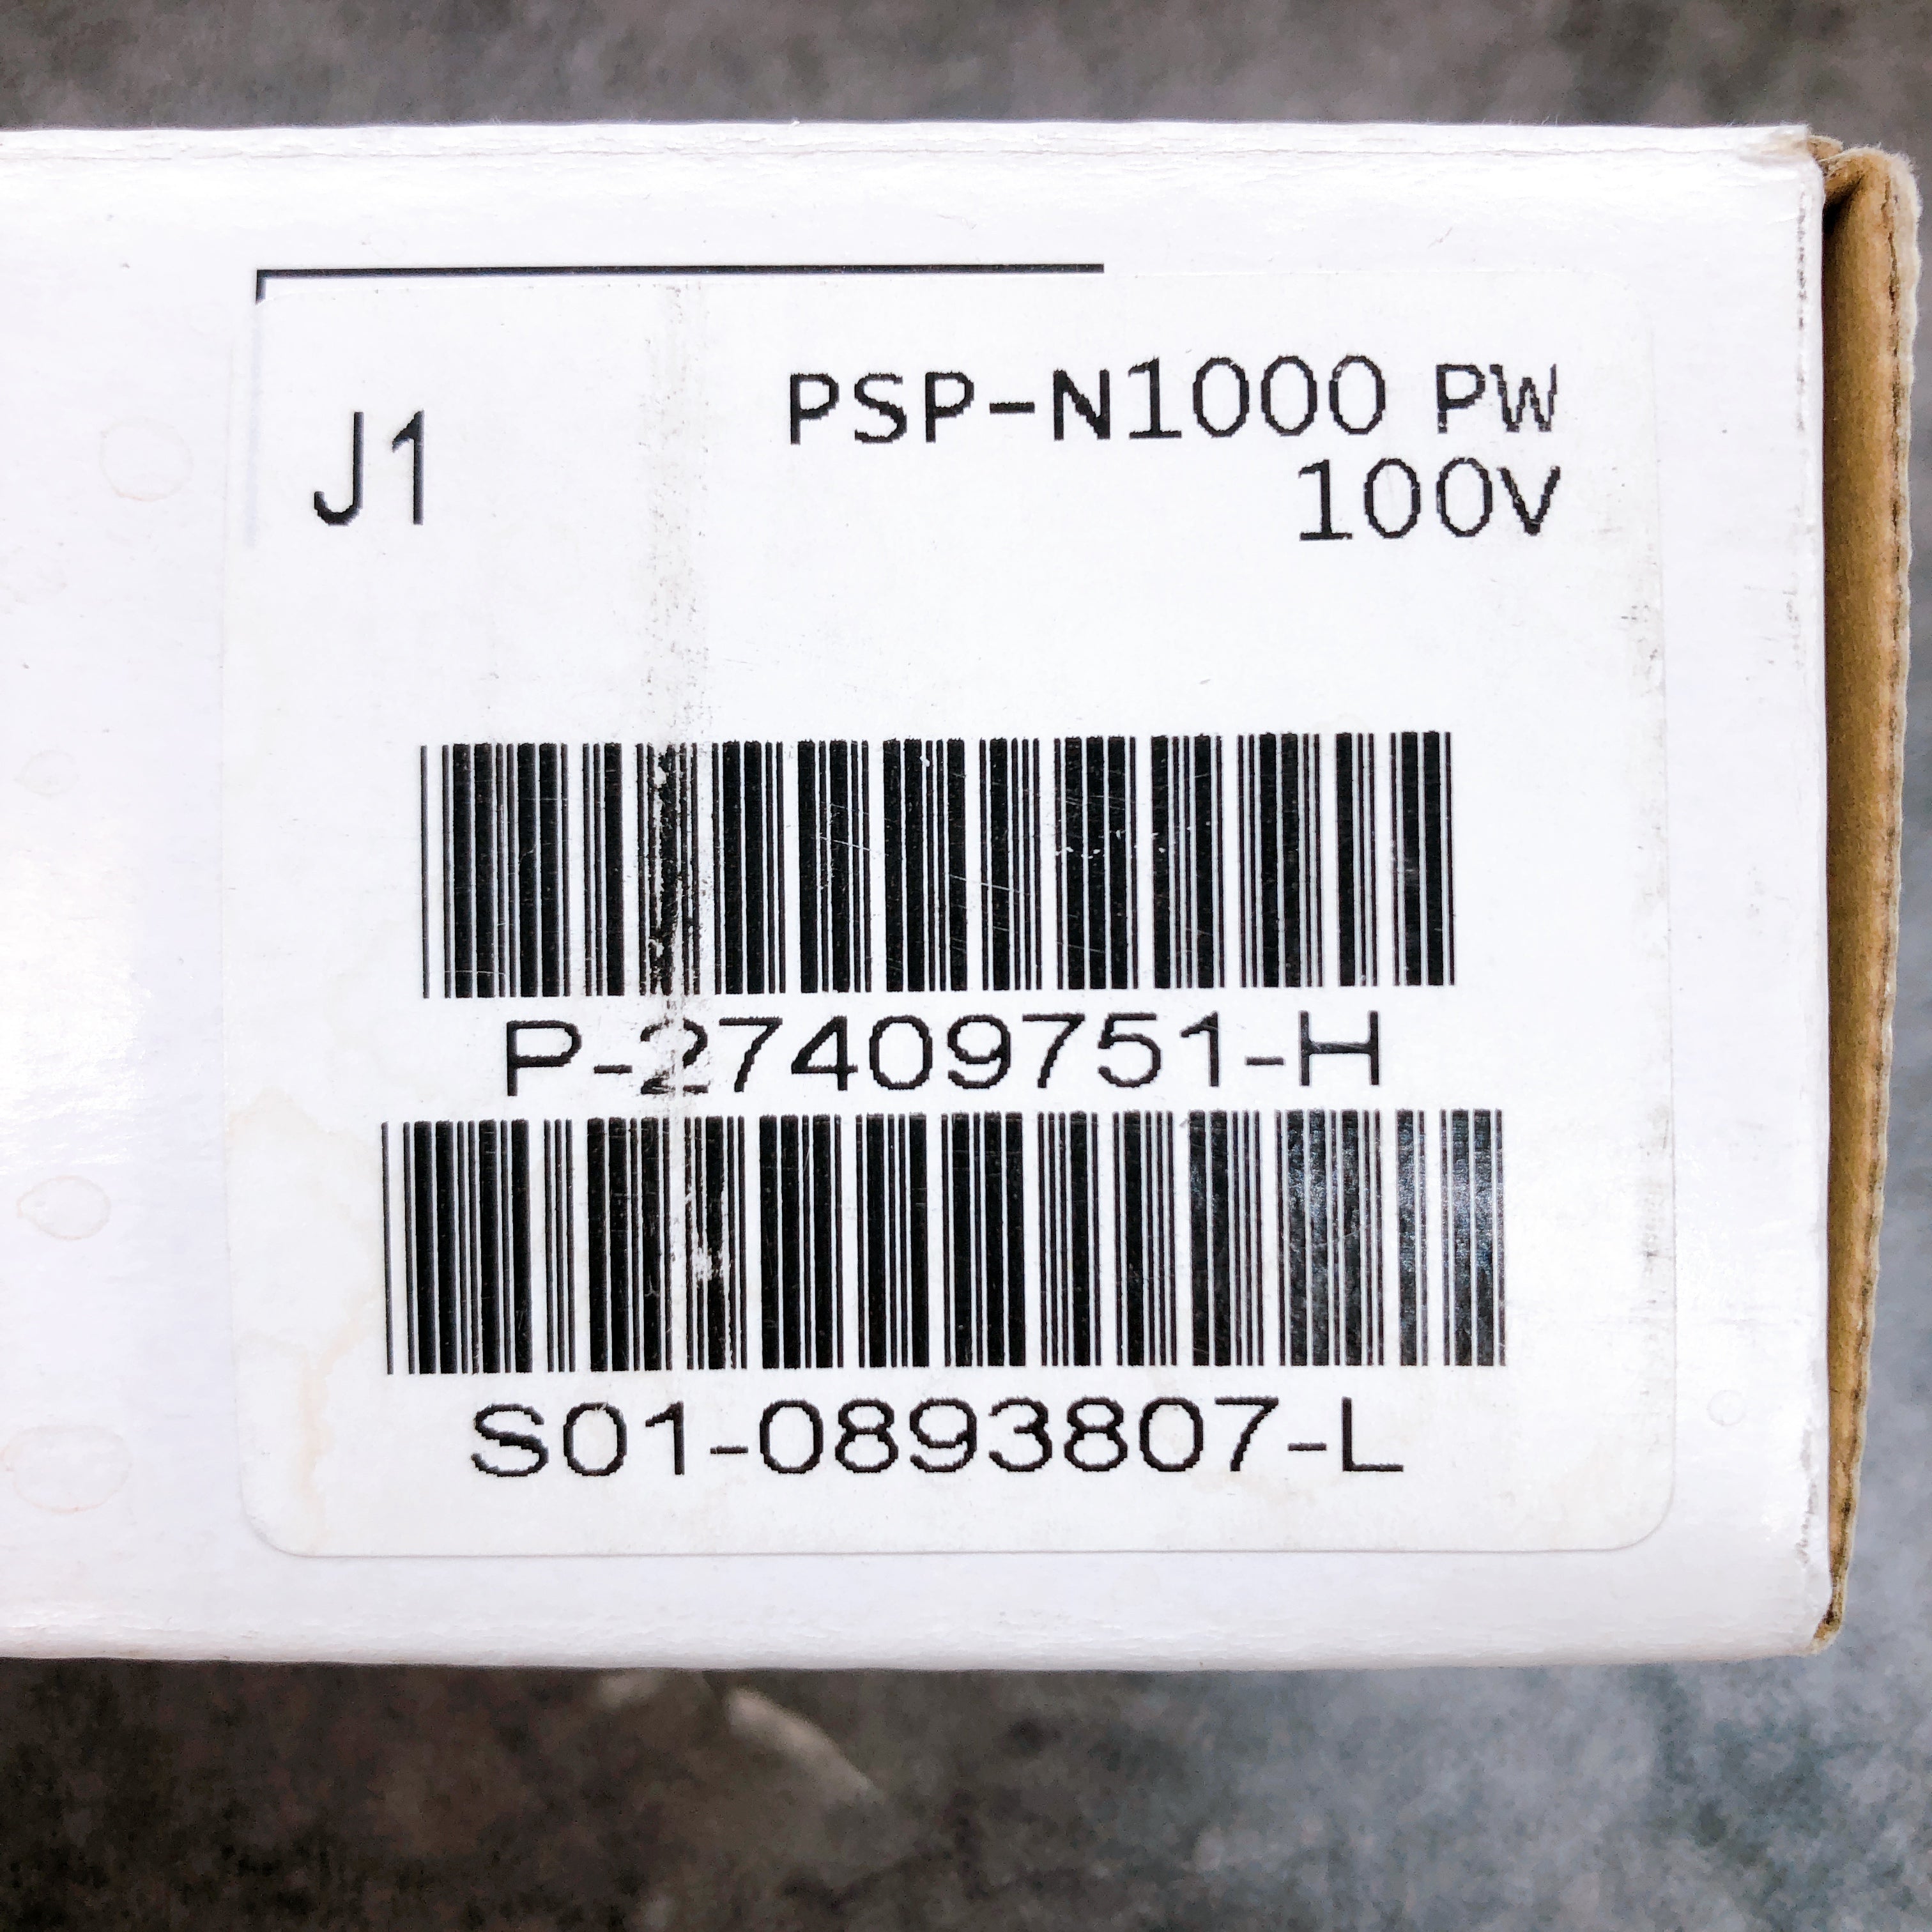 J1
PSP-N1000 PW
100V
P-27409751-H
S01-0893807-L